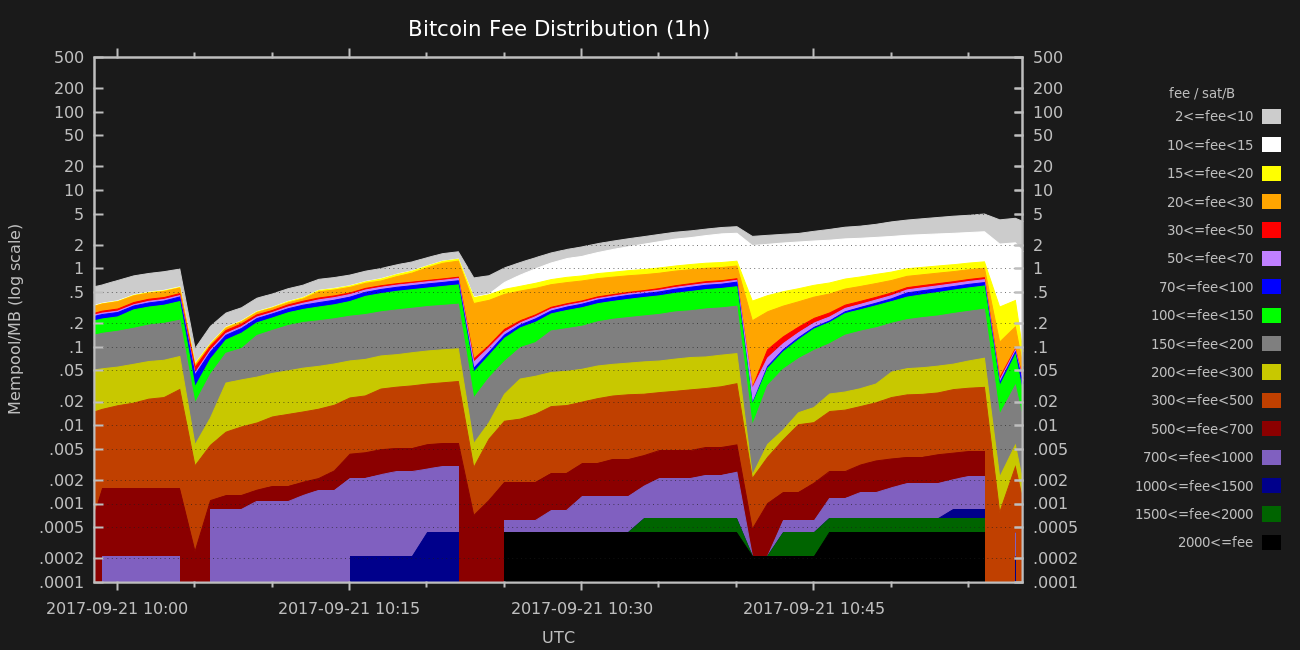 Bitcoin Fee Distribution (1h)
Mempool/MB (log scale)
500
200
100
50
20
10
5
2
1
.5
.2
.1
.05
.02
.01
.005
.002
.001
.0005
.0002
.0001
500
200
100
50
20
10
5
2
1
.5
.2
.1
.05
.02
.01
.005
.002
.001
.0005
.0002
.0001
2017-09-21 10:00
2017-09-21 10:15
2017-09-21 10:30
2017-09-21 10:45
UTC
fee / sat/B
2<=fee<10
10<=fee<15
15<=fee<20
20<=fee<30
30<=fee<50
50<=fee<70
70<=fee<100
100<=fee<150
150<=fee<200
200<=fee<300
300<=fee<500
500<=fee<700
700<=fee<1000
1000<=fee<1500
1500<=fee<2000
2000<=fee